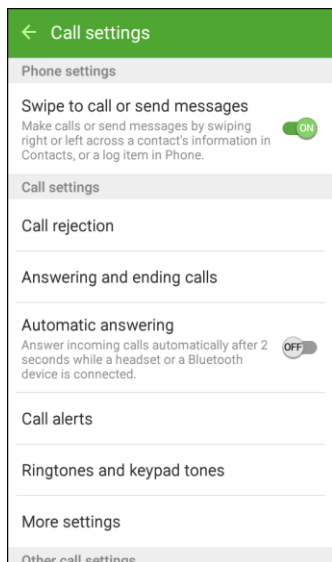 Call settings
Phone settings
Swipe to call or send messages
Make calls or send messages by swiping
right or left across a contact's information in
Contacts, or a log item in Phone.
ON
Call settings
Call rejection
Answering and ending calls
Automatic answering
Answer incoming calls automatically after 2
seconds while a headset or a Bluetooth
device is connected.
OFF
Call alerts
Ringtones and keypad tones
More settings
Other call settings